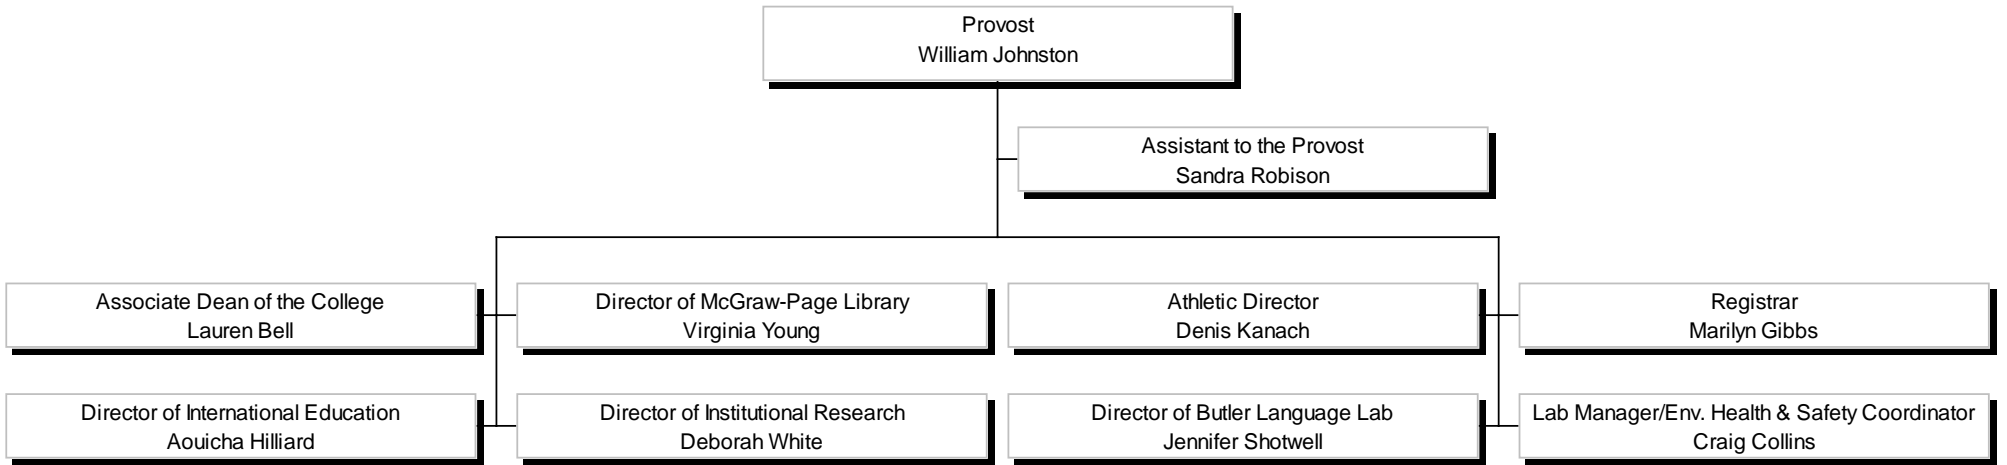 Provost
William Johnston
Assistant to the Provost
Sandra Robison
Associate Dean of the College
Lauren Bell
Director of McGraw-Page Library
Virginia Young
Athletic Director
Denis Kanach
Registrar
Marilyn Gibbs
Director of International Education
Aouicha Hilliard
Director of Institutional Research
Deborah White
Director of Butler Language Lab
Jennifer Shotwell
Lab Manager/Env. Health & Safety Coordinator
Craig Collins